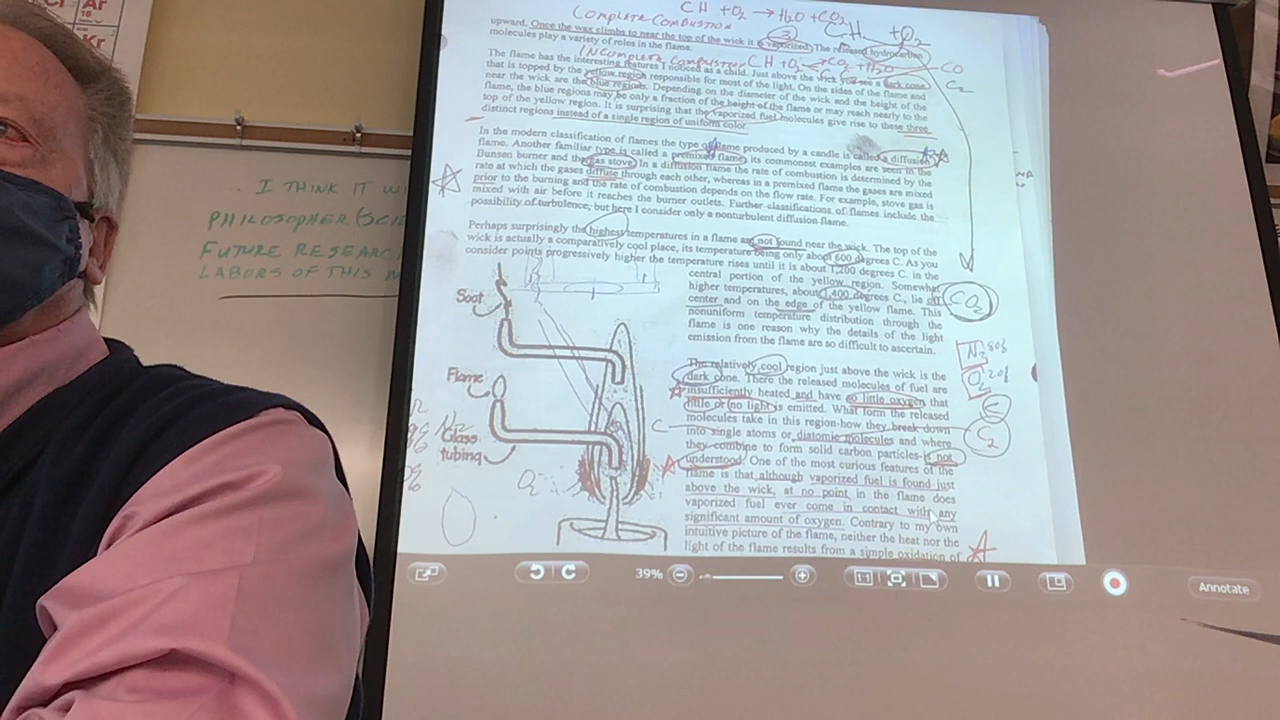 Ar
18
Kr
I THINK IT WI
PHILOSOPHER (SCIE
FUTURE RESEARC
LABORS OF THIS M
CH + O2 → H2O + CO2
COMPLETE COMBUSTION
CH + O2
upward. Once the wax climbs to near the top of the wick it is vaporized. The released hydrocarbon
molecules play a variety of roles in the flame.
INCOMPLETE COMBUSTION CH + O2 → CO2 + H2O CO
C2
The flame has the interesting features I noticed as a child. Just above the wick you see a dark cone
that is topped by the yellow region responsible for most of the light. On the sides of the flame and
near the wick are the blue regions. Depending on the diameter of the wick and the height of the
flame, the blue regions may be only a fraction of the height of the flame or may reach nearly to the
top of the yellow region. It is surprising that the vaporized fuel molecules give rise to these three
distinct regions instead of a single region of uniform color.
In the modern classification of flames the type of flame produced by a candle is called a diffusion
flame. Another familiar type is called a premixed flame; its commonest examples are seen in the
Bunsen burner and the gas stove. In a diffusion flame the rate of combustion is determined by the
rate at which the gases diffuse through each other, whereas in a premixed flame the gases are mixed
prior to the burning and the rate of combustion depends on the flow rate. For example, stove gas is
mixed with air before it reaches the burner outlets. Further classifications of flames include the
possibility of turbulence, but here I consider only a nonturbulent diffusion flame.
Perhaps surprisingly the highest temperatures in a flame are not found near the wick. The top of the
wick is actually a comparatively cool place, its temperature being only about 600 degrees C. As you
consider points progressively higher the temperature rises until it is about 1,200 degrees C. in the
central portion of the yellow region. Somewhat
higher temperatures, about 1,400 degrees C., lie off
center and on the edge of the yellow flame. This
nonuniform temperature distribution through the
flame is one reason why the details of the light
emission from the flame are so difficult to ascertain.
CO2
N2 80%
O2 20%
C
C2
Soot
Flame
Glass
tubing
O2
C
The relatively cool region just above the wick is the
dark cone. There the released molecules of fuel are
insufficiently heated and have so little oxygen that
little or no light is emitted. What form the released
molecules take in this region-how they break down
into single atoms or diatomic molecules and where
they combine to form solid carbon particles-is not
understood. One of the most curious features of the
flame is that although vaporized fuel is found just
above the wick, at no point in the flame does
vaporized fuel ever come in contact with any
significant amount of oxygen. Contrary to my own
intuitive picture of the flame, neither the heat nor the
light of the flame results from a simple oxidation of
39%
1:1
Annotate